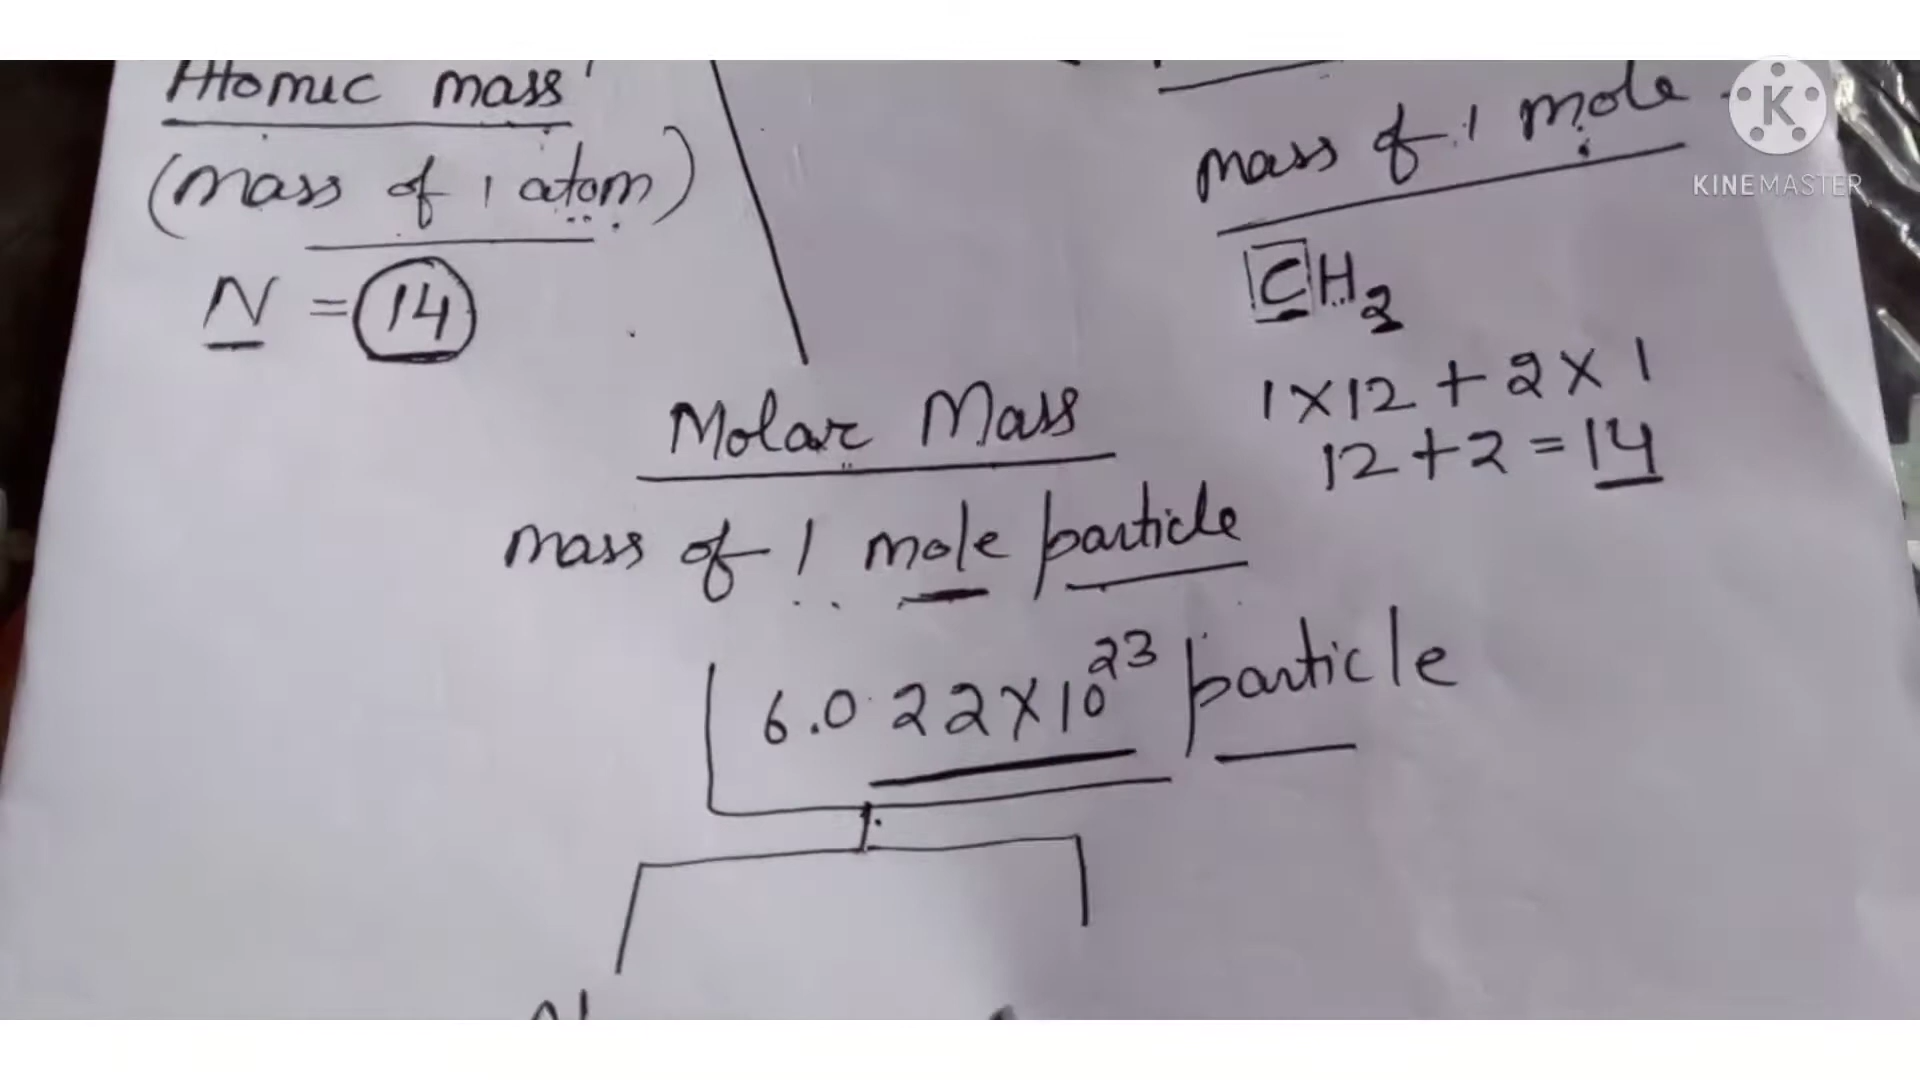 Atomic mass
(mass of 1 atom)
N = 14
mass of 1 mole
CH2
1×12 + 2×1
12+2 = 14
Molar Mass
mass of 1 mole particle
6.022×10^23 particle
K
KINEMASTER